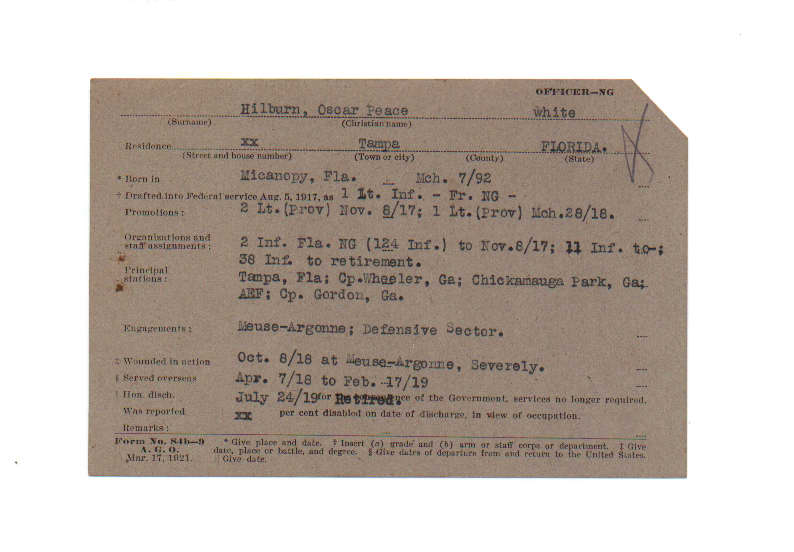 OFFICER—NG
Hilburn, Oscar Peace white
(Surname) (Christian name)
Residence xx Tampa FLORIDA.
(Street and house number) (Town or city) (County) (State)
* Born in Micanopy, Fla. Mch. 7/92
† Drafted into Federal service Aug. 5, 1917, as 1 Lt. Inf. - Fr. NG -
Promotions: 2 Lt.(Prov) Nov. 8/17; 1 Lt.(Prov) Mch.28/18.
Organizations and
staff assignments: 2 Inf. Fla. NG (124 Inf.) to Nov.8/17; 11 Inf. to-;
38 Inf. to retirement.
Principal
stations: Tampa, Fla; Cp.Wheeler, Ga; Chickamauga Park, Ga;
AEF; Cp. Gordon, Ga.
Engagements: Meuse-Argonne; Defensive Sector.
‡ Wounded in action Oct. 8/18 at Meuse-Argonne, Severely.
§ Served overseas Apr. 7/18 to Feb. 17/19
|| Hon. disch. July 24/19 for the Retired. of the Government, services no longer required.
Was reported xx per cent disabled on date of discharge, in view of occupation.
Remarks:
Form No. 84b—9 * Give place and date. † Insert (a) grade and (b) arm or staff corps or department. ‡ Give
A. G. O. date, place or battle, and degree. § Give dates of departure from and return to the United States.
Mar. 17, 1921. || Give date.